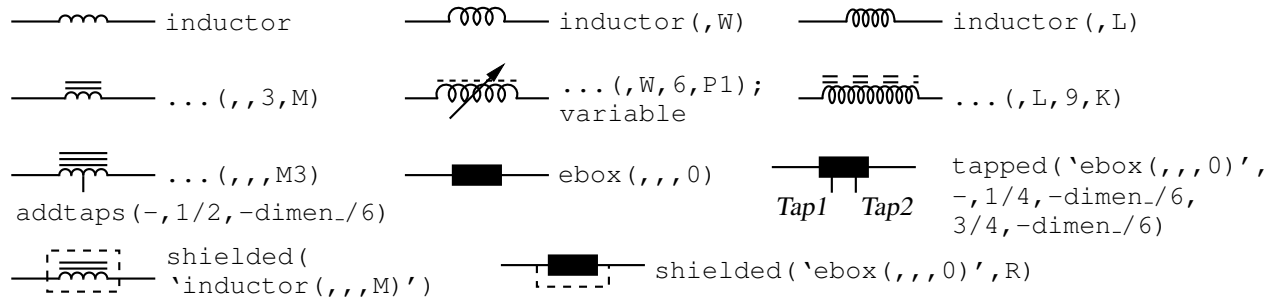 inductor
inductor(,W)
inductor(,L)
...(,,3,M)
...(,W,6,P1);
variable
...(,L,9,K)
...(,,,M3)
addtaps(-,1/2,-dimen_/6)
ebox(,,,0)
Tap1 Tap2
tapped(‘ebox(,,,0)’,
-,1/4,-dimen_/6,
3/4,-dimen_/6)
shielded(
‘inductor(,,,M)’)
shielded(‘ebox(,,,0)’,R)